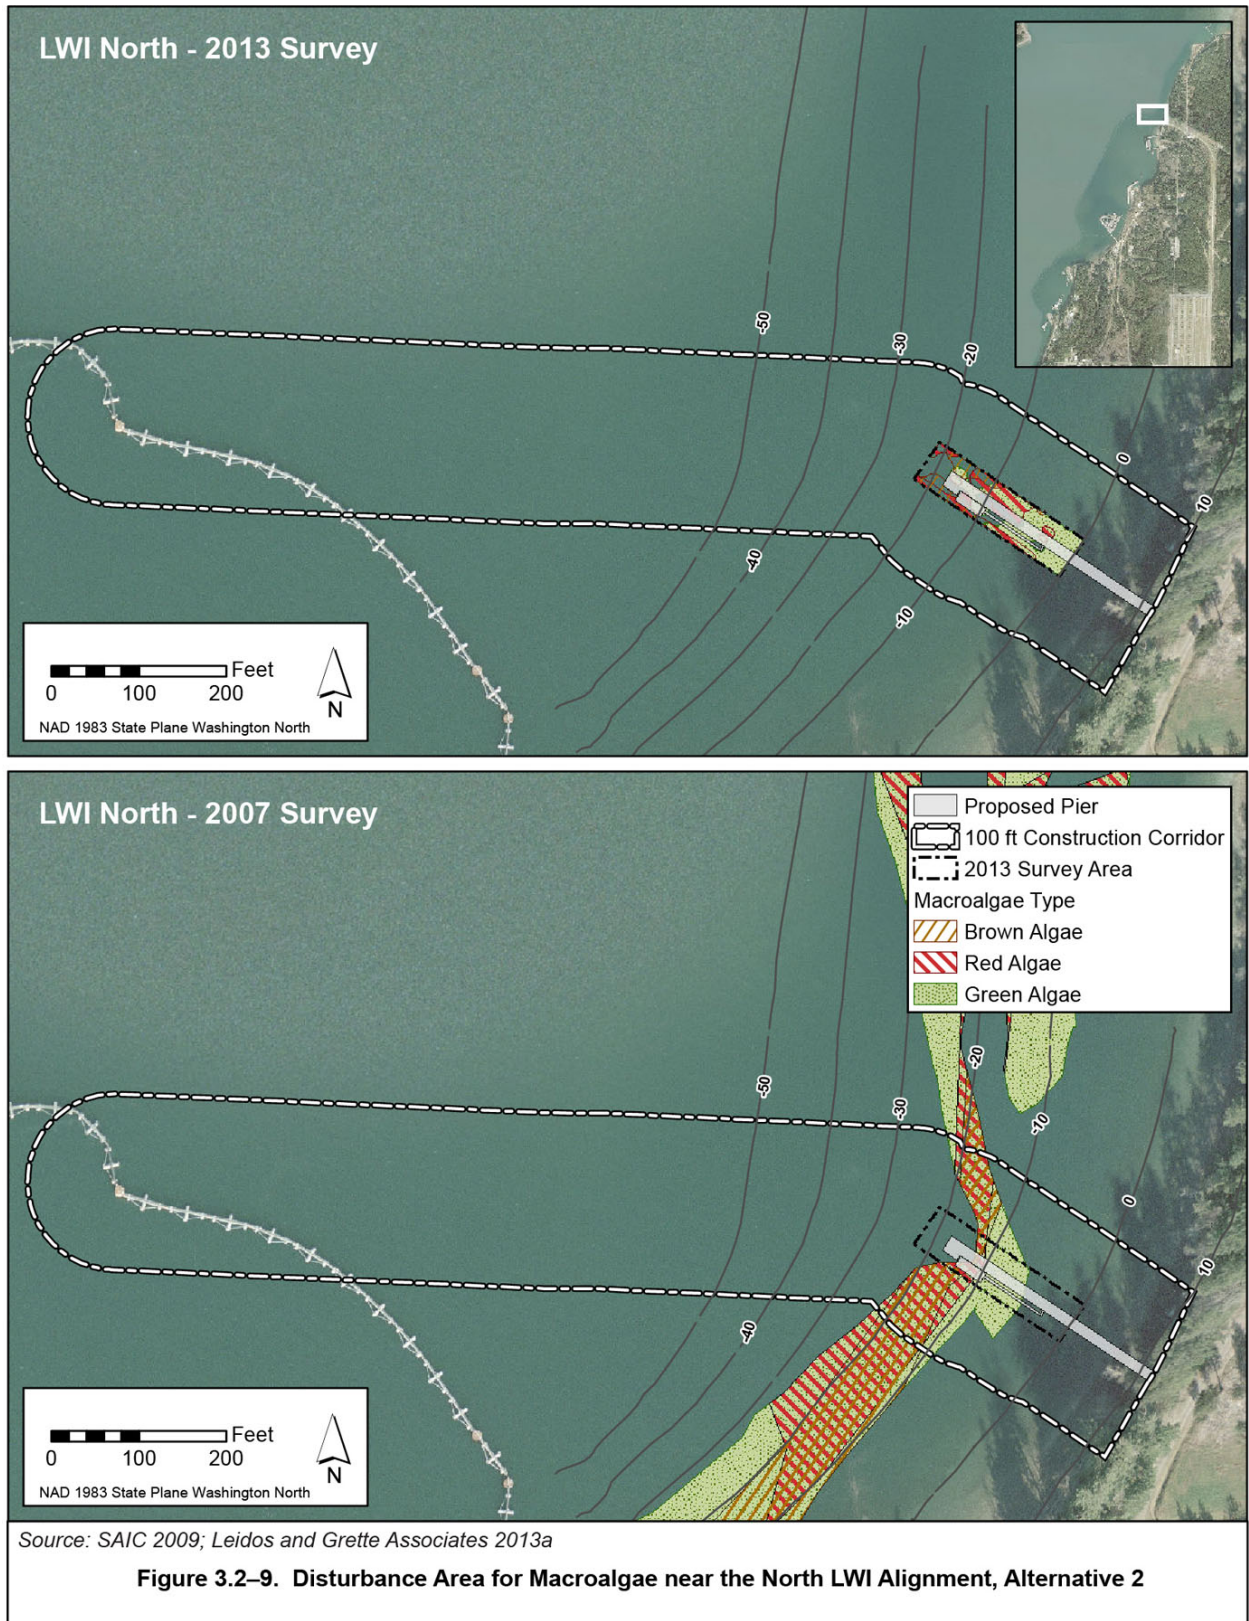 LWI North - 2013 Survey
-50
-30
-20
0
10
-40
-10
Feet
0 100 200
N
NAD 1983 State Plane Washington North
LWI North - 2007 Survey
Proposed Pier
100 ft Construction Corridor
2013 Survey Area
Macroalgae Type
Brown Algae
Red Algae
Green Algae
-50
-30
-20
-10
0
10
-40
Feet
0 100 200
N
NAD 1983 State Plane Washington North
Source: SAIC 2009; Leidos and Grette Associates 2013a
Figure 3.2–9. Disturbance Area for Macroalgae near the North LWI Alignment, Alternative 2